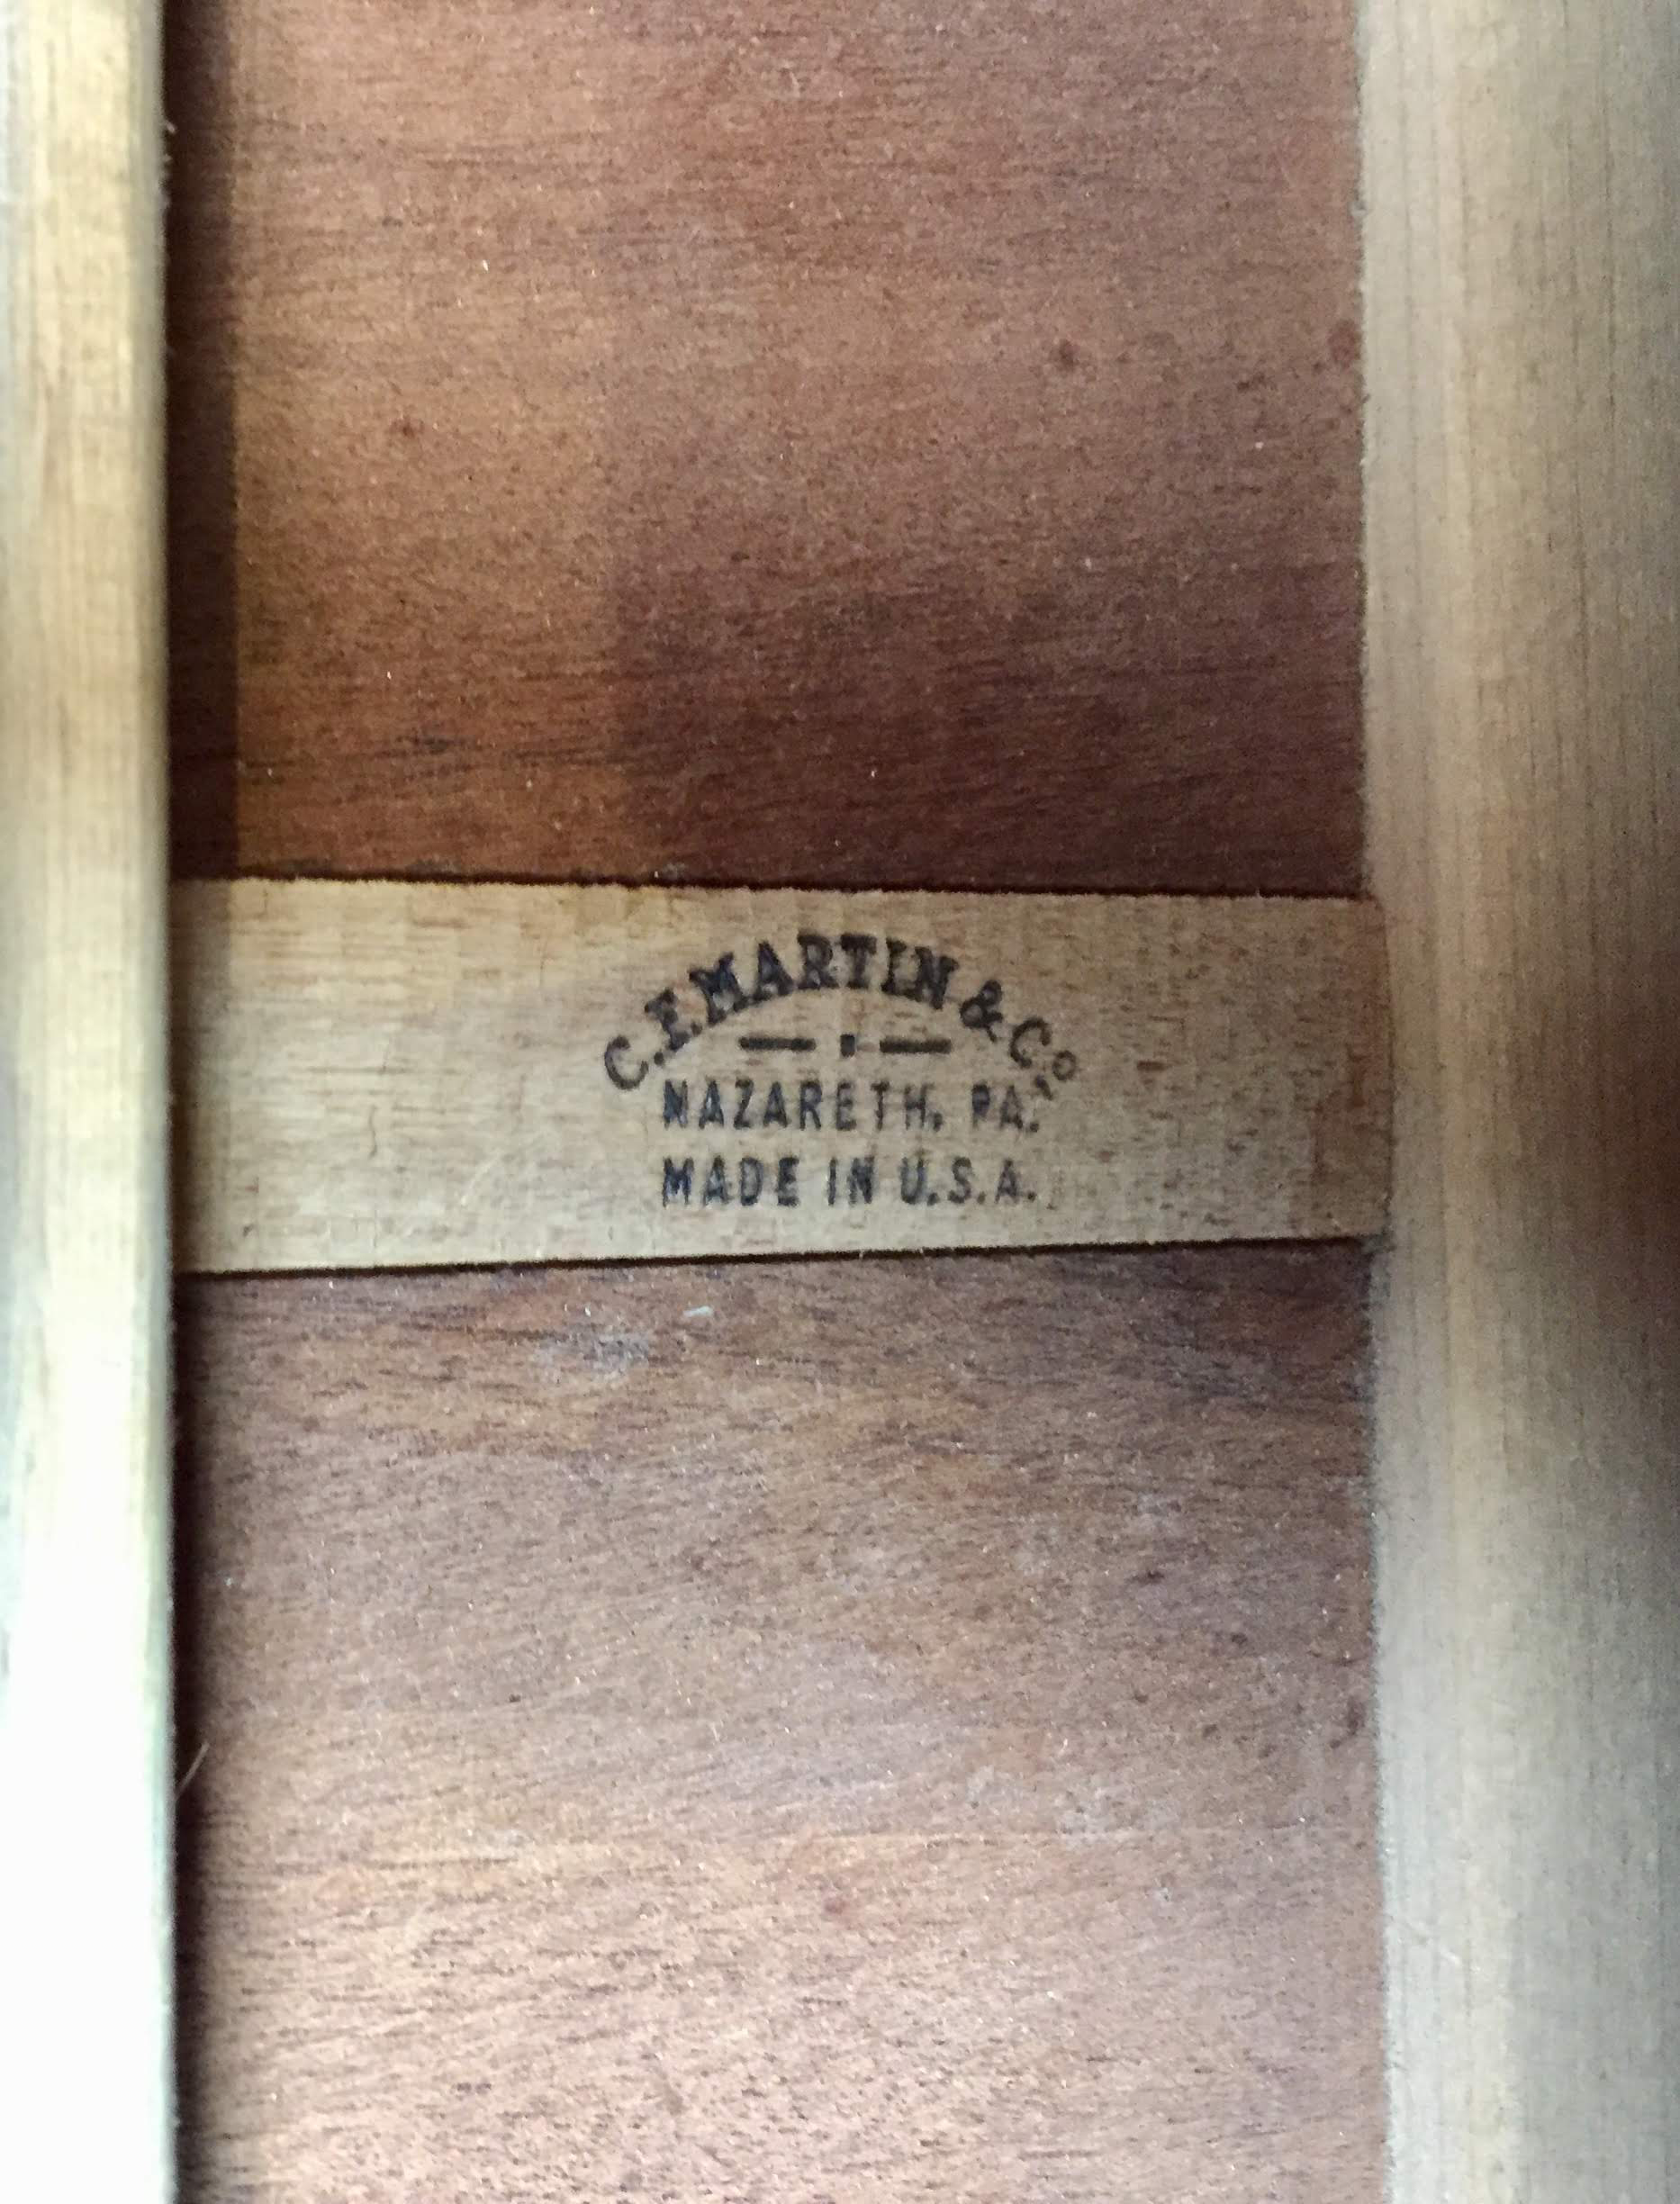 C.F. MARTIN & Co.
NAZARETH, PA.
MADE IN U.S.A.